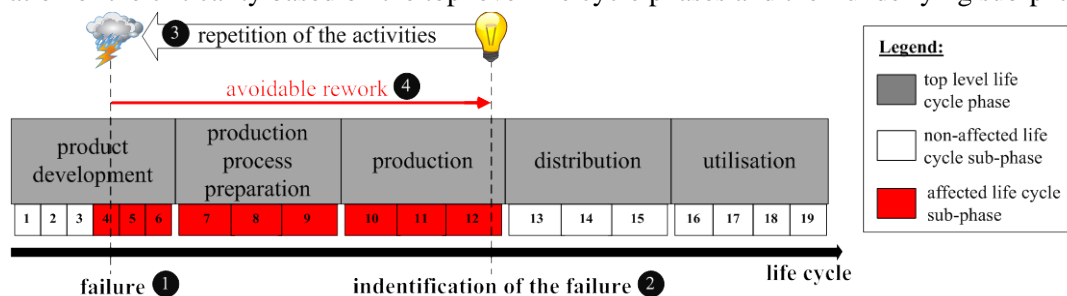 3 repetition of the activities
avoidable rework 4
Legend:
top level life
cycle phase
non-affected life
cycle sub-phase
affected life cycle
sub-phase
product
development
production
process
preparation
production
distribution
utilisation
1 2 3 4 5 6 7 8 9 10 11 12 13 14 15 16 17 18 19
life cycle
failure 1
indentification of the failure 2